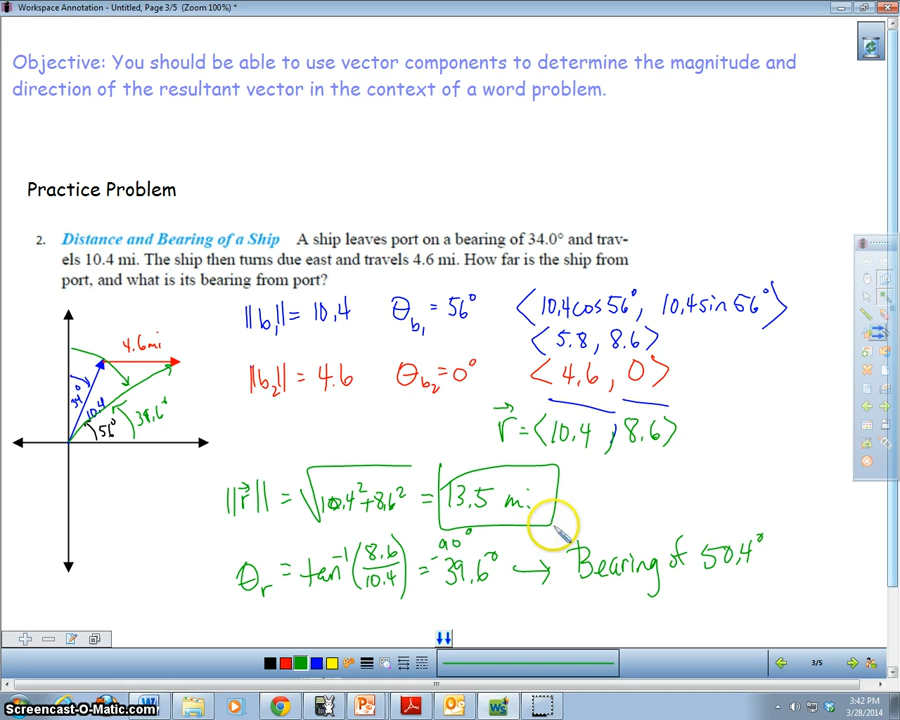 Workspace Annotation - Untitled, Page 3/5 (Zoom 100%) *
Objective: You should be able to use vector components to determine the magnitude and
direction of the resultant vector in the context of a word problem.
Practice Problem
2. Distance and Bearing of a Ship A ship leaves port on a bearing of 34.0° and trav-
els 10.4 mi. The ship then turns due east and travels 4.6 mi. How far is the ship from
port, and what is its bearing from port?
||b₁|| = 10,4 θb₁ = 56° ⟨10,4cos56°, 10,4sin56°⟩
⟨5.8, 8.6⟩
||b₂|| = 4.6 θb₂ = 0° ⟨4.6, 0⟩
r⃗ = ⟨10.4, 8.6⟩
4.6mi
34°
10.4
56°
39,6°
||r⃗|| = √10.4²+8.6² = 13.5 mi.
-90°
θr = tan⁻¹(8.6/10.4) = 39,6° → Bearing of 50,4°
3/5
Screencast-O-Matic.com
3:42 PM
3/28/2014